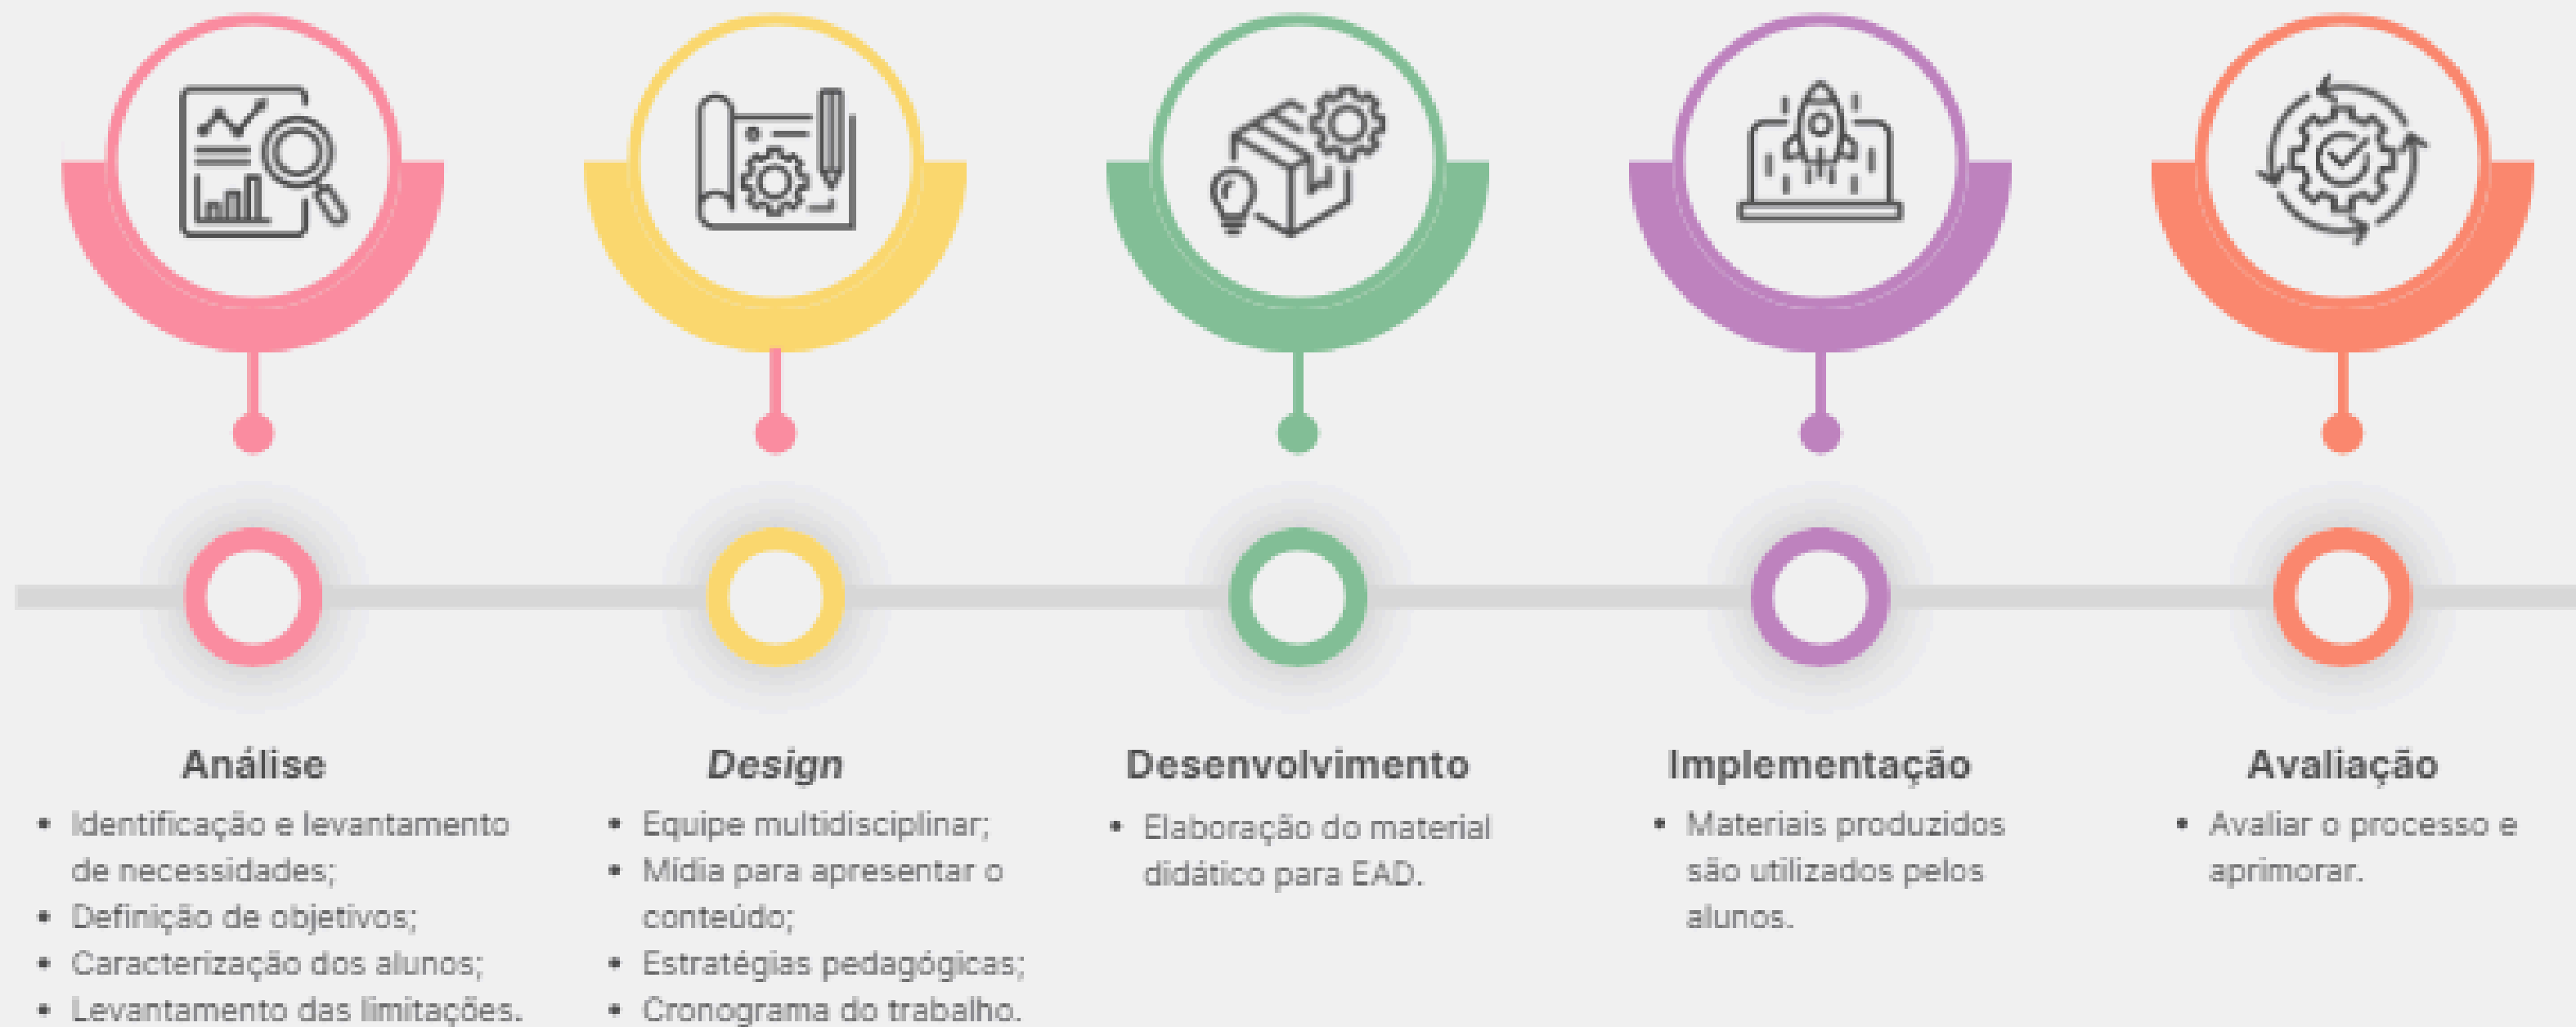 Análise
• Identificação e levantamento
de necessidades;
• Definição de objetivos;
• Caracterização dos alunos;
• Levantamento das limitações.
Design
• Equipe multidisciplinar;
• Mídia para apresentar o
conteúdo;
• Estratégias pedagógicas;
• Cronograma do trabalho.
Desenvolvimento
• Elaboração do material
didático para EAD.
Implementação
• Materiais produzidos
são utilizados pelos
alunos.
Avaliação
• Avaliar o processo e
aprimorar.